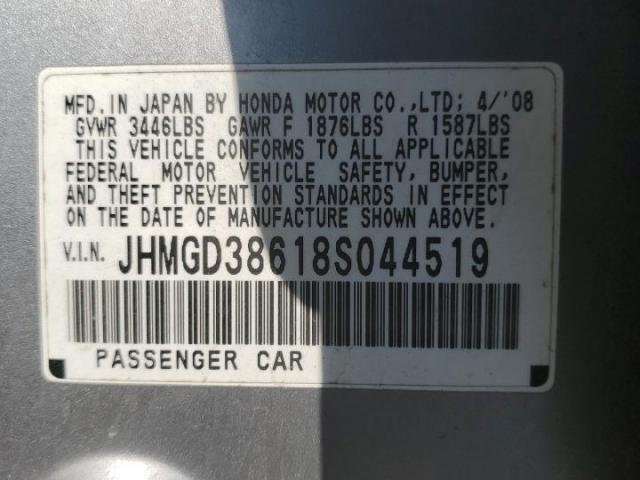 MFD. IN JAPAN BY HONDA MOTOR CO.,LTD; 4/'08
GVWR 3446LBS GAWR F 1876LBS R 1587LBS
THIS VEHICLE CONFORMS TO ALL APPLICABLE
FEDERAL MOTOR VEHICLE SAFETY, BUMPER,
AND THEFT PREVENTION STANDARDS IN EFFECT
ON THE DATE OF MANUFACTURE SHOWN ABOVE.
V.I.N. JHMGD38618S044519
PASSENGER CAR